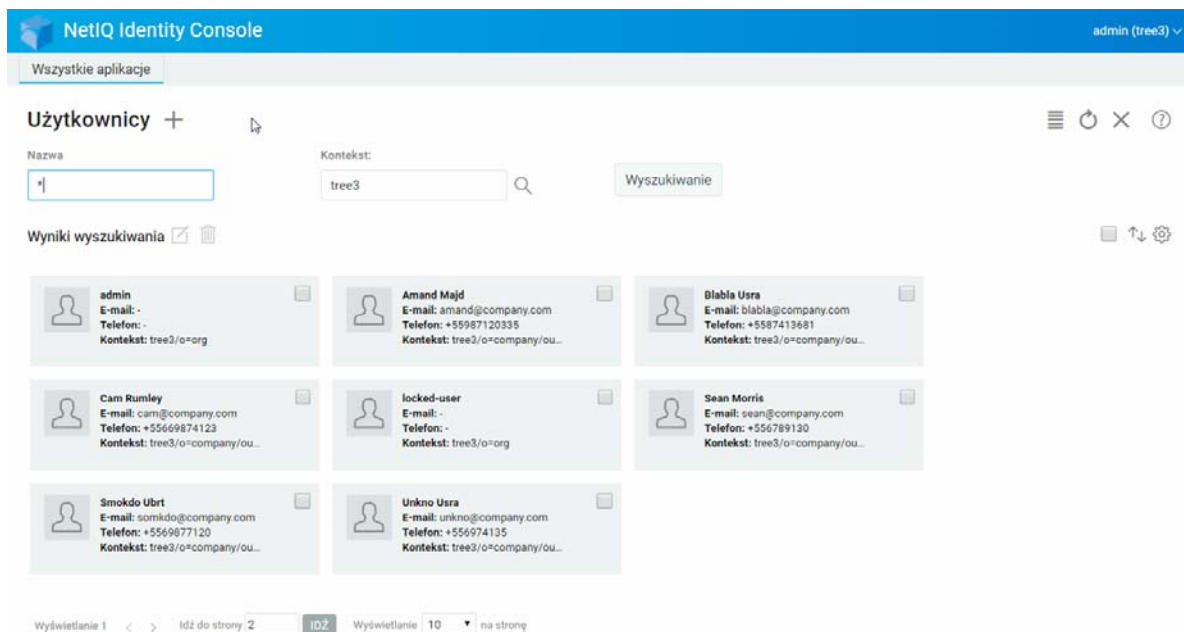 NetIQ Identity Console
admin (tree3)
Wszystkie aplikacje
Użytkownicy
Nazwa
Kontekst:
*
tree3
Wyszukiwanie
Wyniki wyszukiwania
admin
E-mail: -
Telefon: -
Kontekst: tree3/o=org
Amand Majd
E-mail: amand@company.com
Telefon: +55987120335
Kontekst: tree3/o=company/ou...
Blabla Usra
E-mail: blabla@company.com
Telefon: +5587413681
Kontekst: tree3/o=company/ou...
Cam Rumley
E-mail: cam@company.com
Telefon: +55669874123
Kontekst: tree3/o=company/ou...
locked-user
E-mail: -
Telefon: -
Kontekst: tree3/o=org
Sean Morris
E-mail: sean@company.com
Telefon: +556789130
Kontekst: tree3/o=company/ou...
Smokdo Ubrt
E-mail: somkdo@company.com
Telefon: +5569877120
Kontekst: tree3/o=company/ou...
Unkno Usra
E-mail: unkno@company.com
Telefon: +556974135
Kontekst: tree3/o=company/ou...
Wyświetlanie 1 < > Idź do strony 2 IDŹ Wyświetlanie 10 na stronę